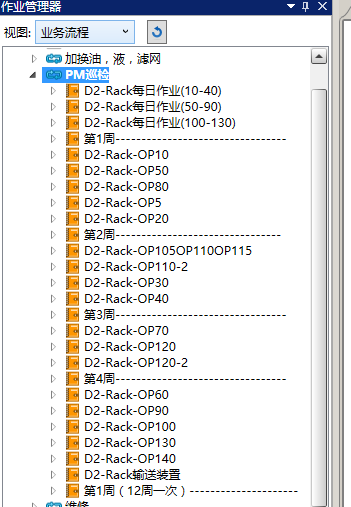 作业管理器
视图: 业务流程
加换油，液，滤网
PM巡检
D2-Rack每日作业(10-40)
D2-Rack每日作业(50-90)
D2-Rack每日作业(100-130)
第1周----------------------------------
D2-Rack-OP10
D2-Rack-OP50
D2-Rack-OP80
D2-Rack-OP5
D2-Rack-OP20
第2周---------------------------------
D2-Rack-OP105OP110OP115
D2-Rack-OP110-2
D2-Rack-OP30
D2-Rack-OP40
第3周----------------------------------
D2-Rack-OP70
D2-Rack-OP120
D2-Rack-OP120-2
第4周----------------------------------
D2-Rack-OP60
D2-Rack-OP90
D2-Rack-OP100
D2-Rack-OP130
D2-Rack-OP140
D2-Rack输送装置
第1周（12周一次）---------------------
维修